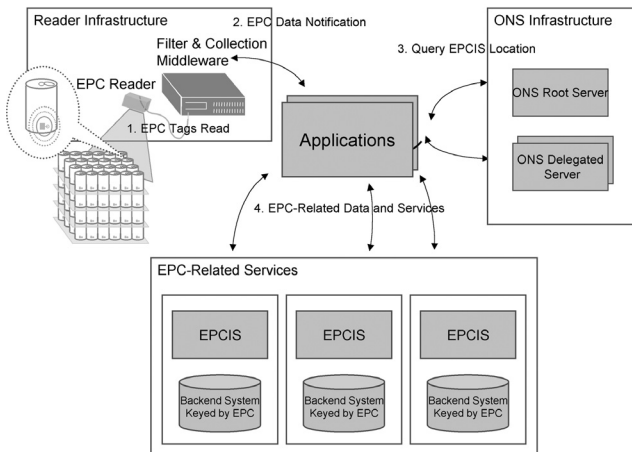 Reader Infrastructure
2. EPC Data Notification
ONS Infrastructure
Filter & Collection
Middleware
3. Query EPCIS Location
EPC Reader
1. EPC Tags Read
ONS Root Server
Applications
ONS Delegated
Server
4. EPC-Related Data and Services
EPC-Related Services
EPCIS
EPCIS
EPCIS
Backend System
Keyed by EPC
Backend System
Keyed by EPC
Backend System
Keyed by EPC